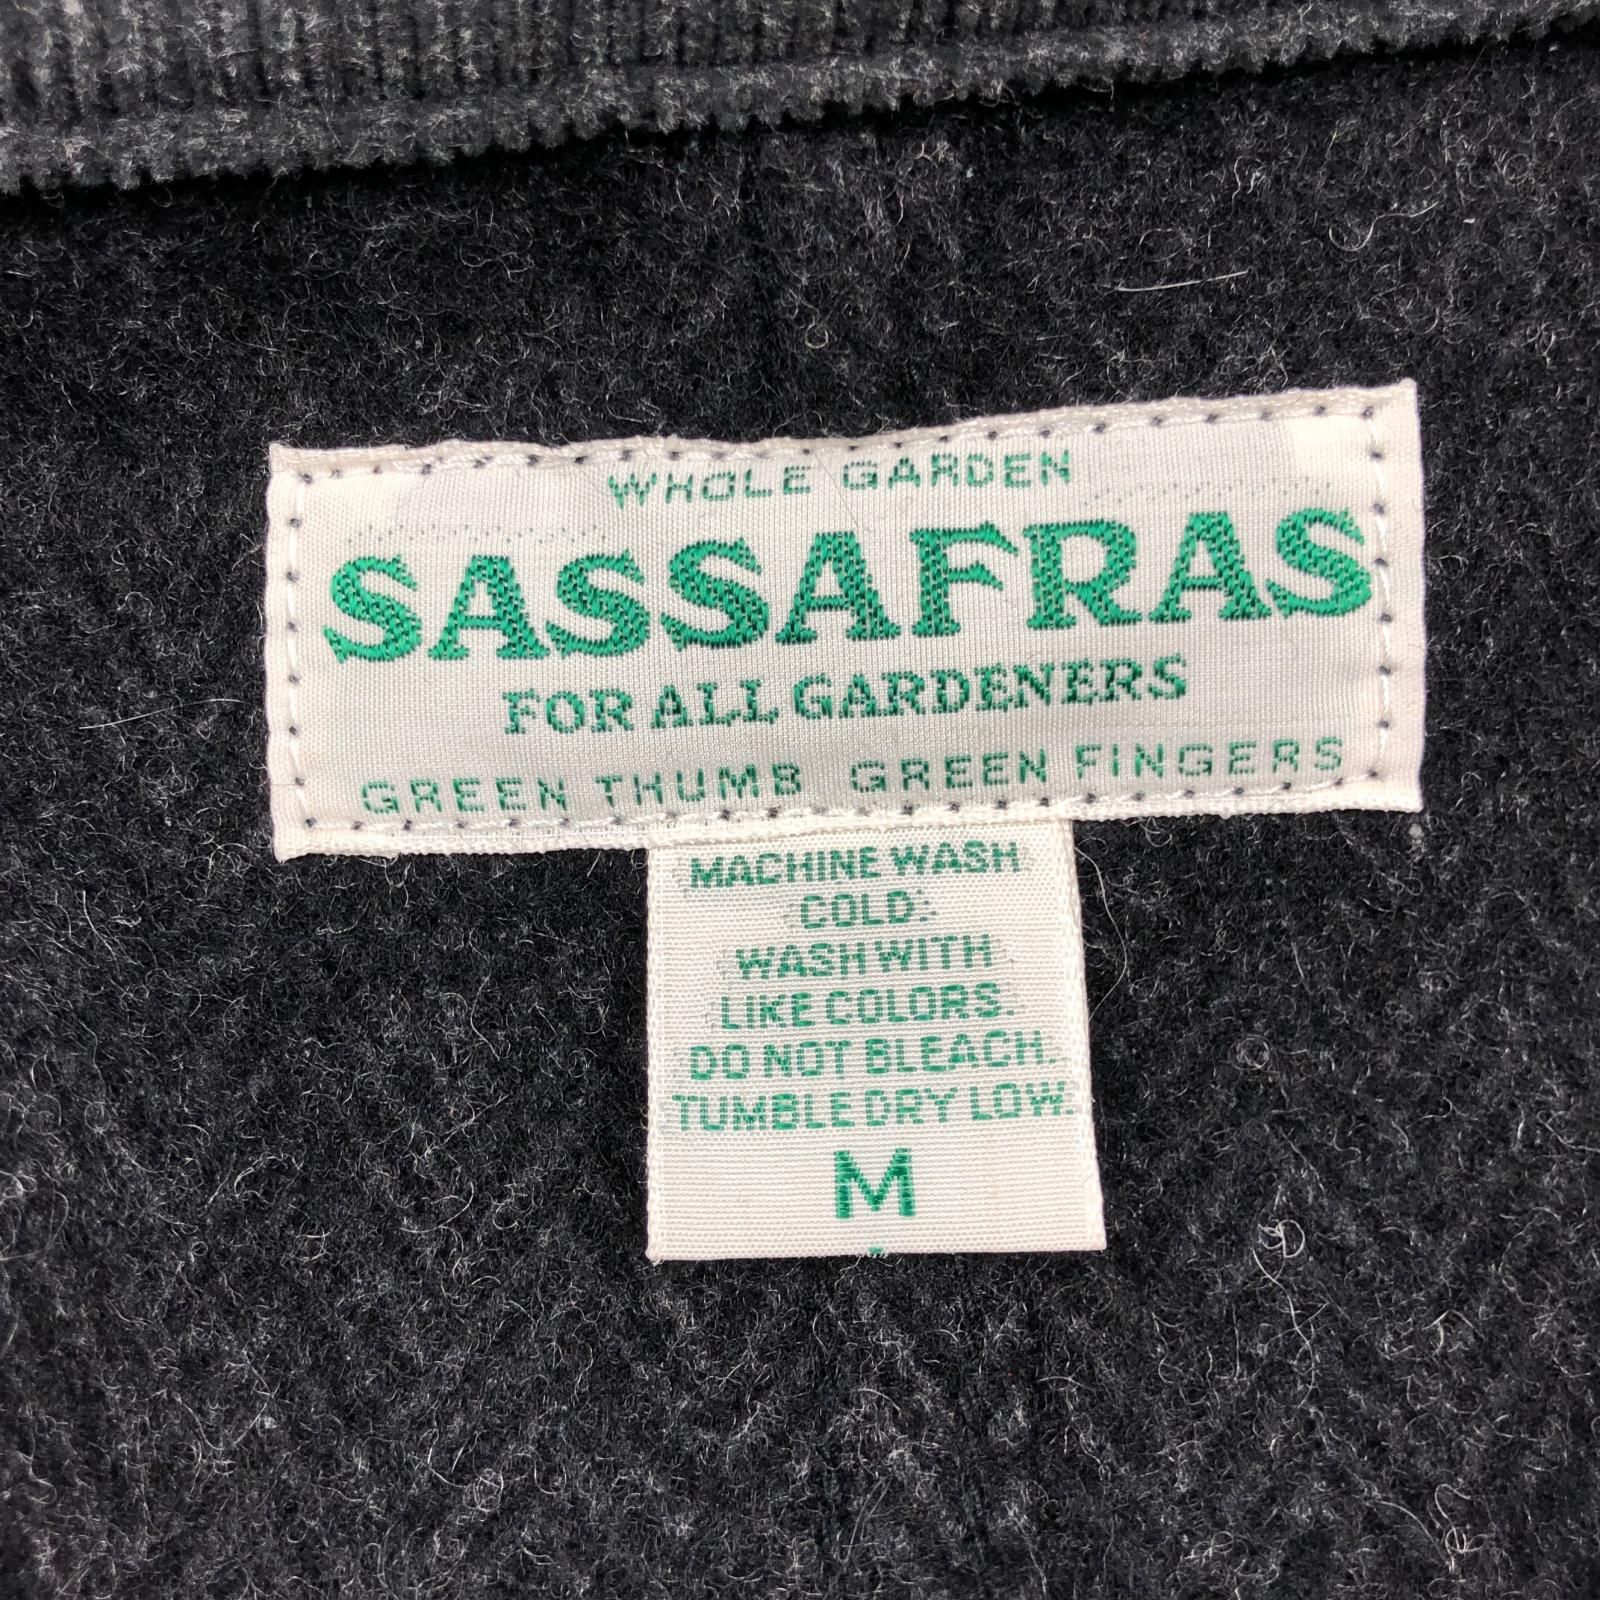 WHOLE GARDEN
SASSAFRAS
FOR ALL GARDENERS
GREEN THUMB GREEN FINGERS
MACHINE WASH
COLD.
WASH WITH
LIKE COLORS.
DO NOT BLEACH.
TUMBLE DRY LOW.
M